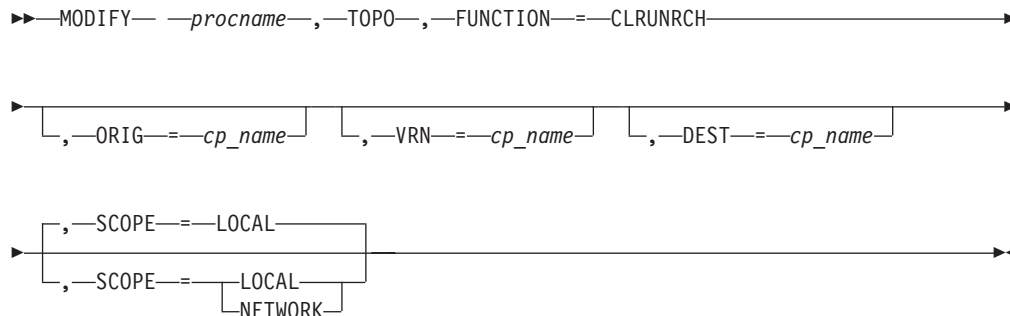 MODIFY procname , TOPO , FUNCTION = CLRUNRCH
, ORIG = cp_name , VRN = cp_name , DEST = cp_name
, SCOPE = LOCAL
, SCOPE = LOCAL
NETWORK